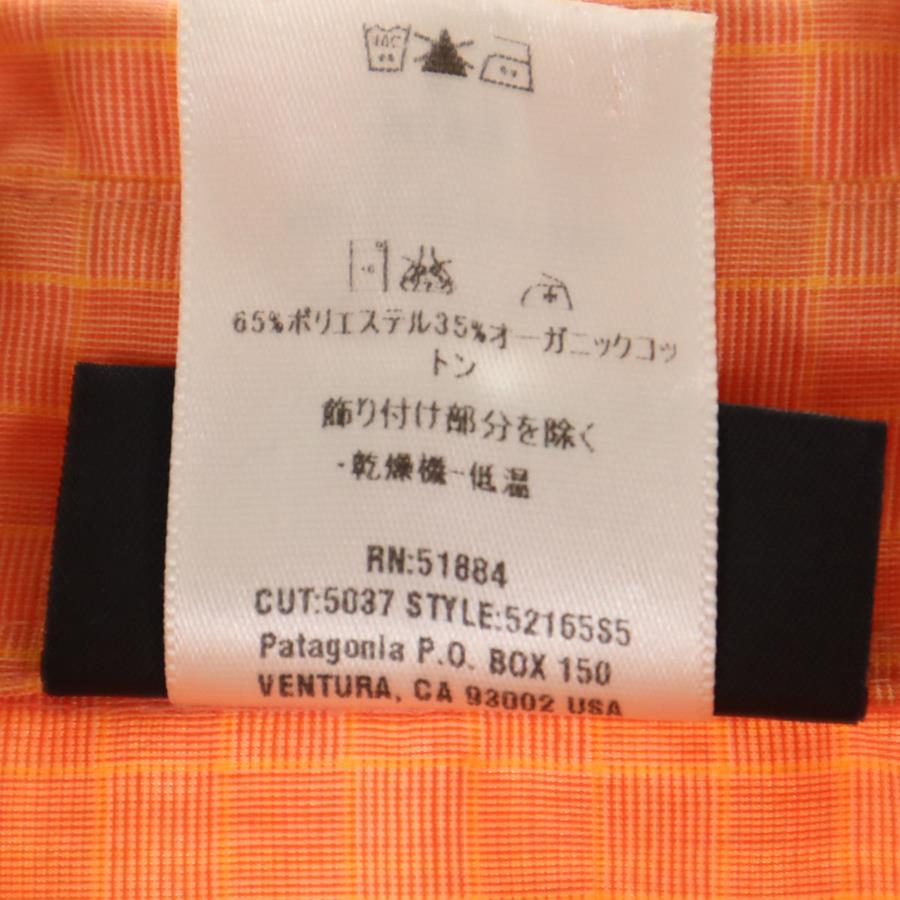 65%ポリエステル35%オーガニックコッ
トン
飾り付け部分を除く
・乾燥機ー低温
RN:51884
CUT:5037 STYLE:52165S5
Patagonia P.O. BOX 150
VENTURA, CA 93002 USA